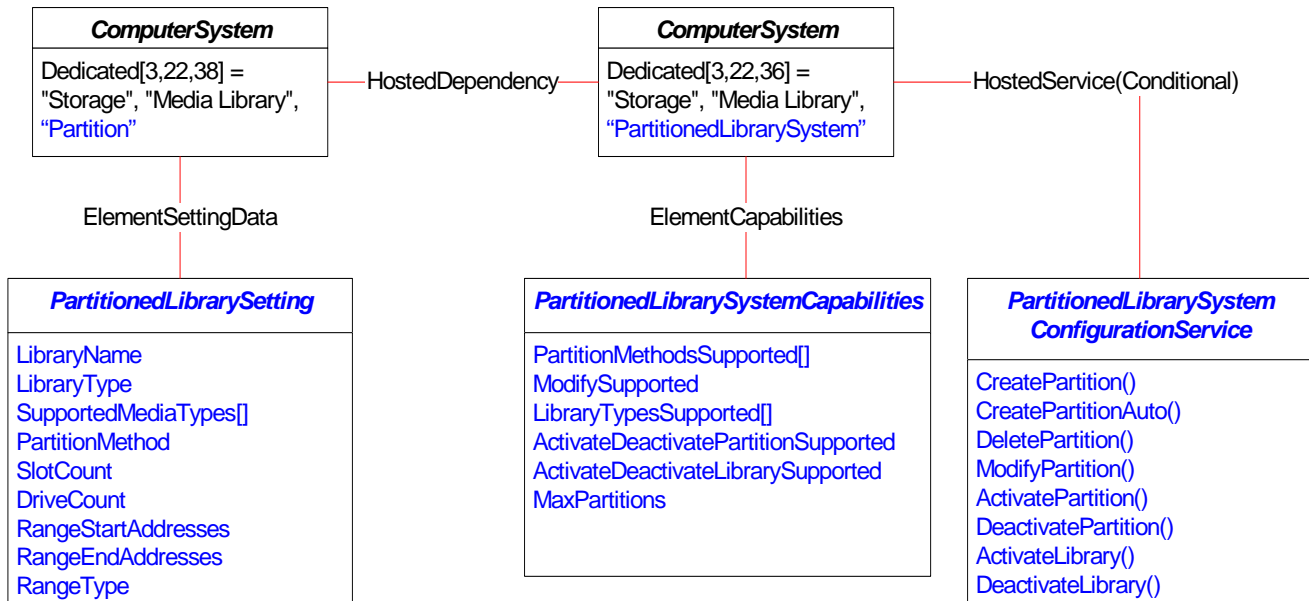 ComputerSystem
Dedicated[3,22,38] =
"Storage", "Media Library",
“Partition”
HostedDependency
ComputerSystem
Dedicated[3,22,36] =
"Storage", "Media Library",
“PartitionedLibrarySystem”
HostedService(Conditional)
ElementSettingData
ElementCapabilities
PartitionedLibrarySetting
LibraryName
LibraryType
SupportedMediaTypes[]
PartitionMethod
SlotCount
DriveCount
RangeStartAddresses
RangeEndAddresses
RangeType
PartitionedLibrarySystemCapabilities
PartitionMethodsSupported[]
ModifySupported
LibraryTypesSupported[]
ActivateDeactivatePartitionSupported
ActivateDeactivateLibrarySupported
MaxPartitions
PartitionedLibrarySystem
ConfigurationService
CreatePartition()
CreatePartitionAuto()
DeletePartition()
ModifyPartition()
ActivatePartition()
DeactivatePartition()
ActivateLibrary()
DeactivateLibrary()